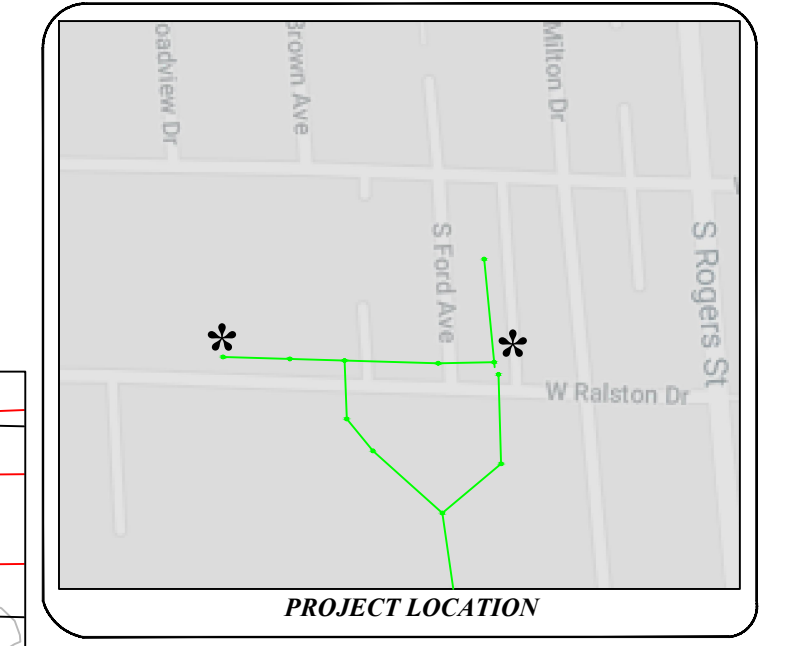 oadview Dr
Brown Ave
Milton Dr
S Ford Ave
S Rogers St
*
*
W Ralston Dr
PROJECT LOCATION